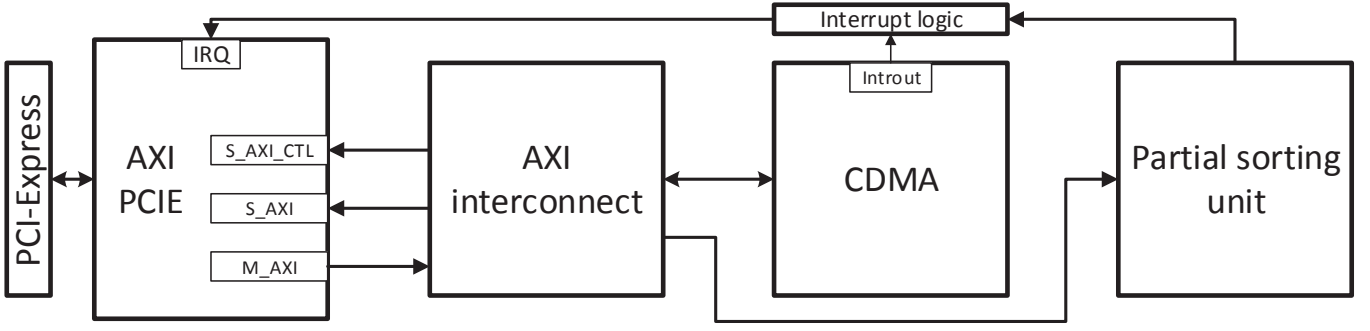 Interrupt logic
IRQ
Introut
PCI-Express
AXI
PCIE
S_AXI_CTL
S_AXI
M_AXI
AXI
interconnect
CDMA
Partial sorting
unit